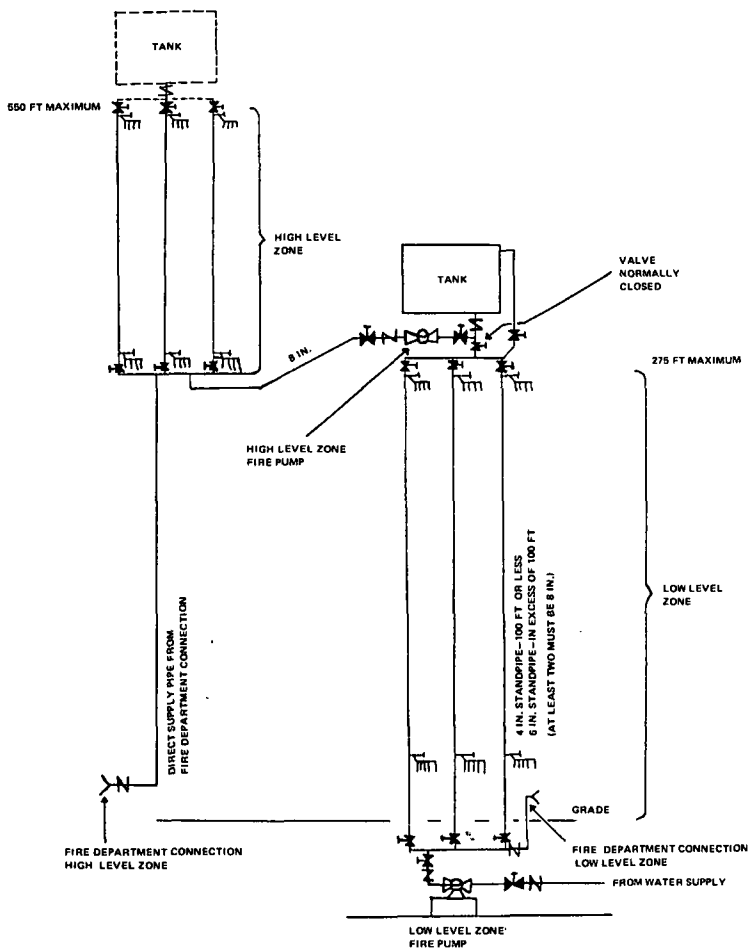 TANK
550 FT MAXIMUM
HIGH LEVEL
ZONE
TANK
VALVE
NORMALLY
CLOSED
8 IN.
275 FT MAXIMUM
HIGH LEVEL ZONE
FIRE PUMP
4 IN. STANDPIPE-100 FT OR LESS
6 IN. STANDPIPE-IN EXCESS OF 100 FT
(AT LEAST TWO MUST BE 8 IN.)
LOW LEVEL
ZONE
DIRECT SUPPLY PIPE FROM
FIRE DEPARTMENT CONNECTION
GRADE
FIRE DEPARTMENT CONNECTION
HIGH LEVEL ZONE
FIRE DEPARTMENT CONNECTION
LOW LEVEL ZONE
FROM WATER SUPPLY
LOW LEVEL ZONE
FIRE PUMP